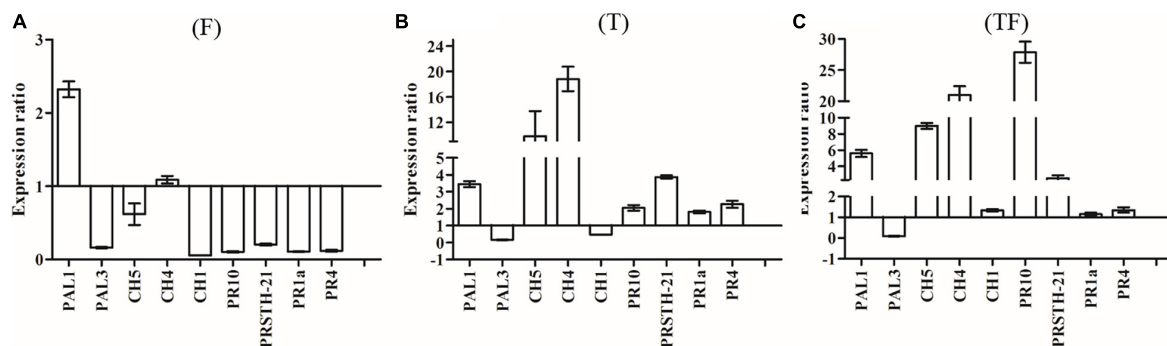 A
(F)
Expression ratio
3
2
1
0
PAL1
PAL3
CH5
CH4
CH1
PR10
PRSTH-21
PR1a
PR4
B
(T)
Expression ratio
24
20
16
12
5
4
3
2
1
0
-1
PAL1
PAL3
CH5
CH4
CH1
PR10
PRSTH-21
PR1a
PR4
C
(TF)
Expression ratio
30
25
20
10
8
6
4
2
1
0
-1
PAL1
PAL3
CH5
CH4
CH1
PR10
PRSTH-21
PR1a
PR4